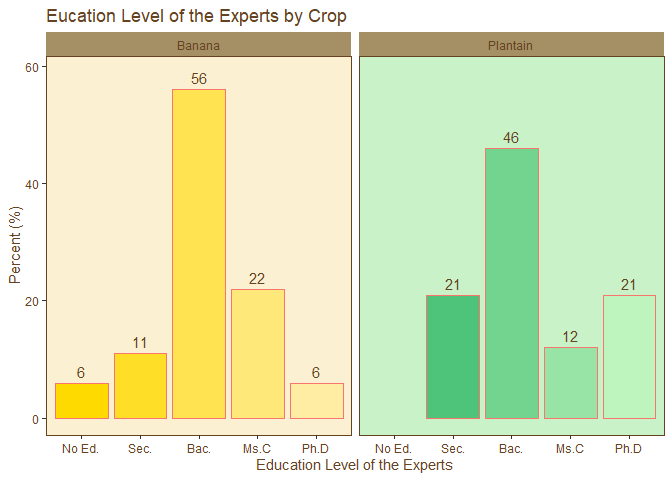 Eucation Level of the Experts by Crop
Banana
Plantain
Percent (%)
60
40
20
0
6
11
56
22
6
21
46
12
21
No Ed. Sec. Bac. Ms.C Ph.D
No Ed. Sec. Bac. Ms.C Ph.D
Education Level of the Experts